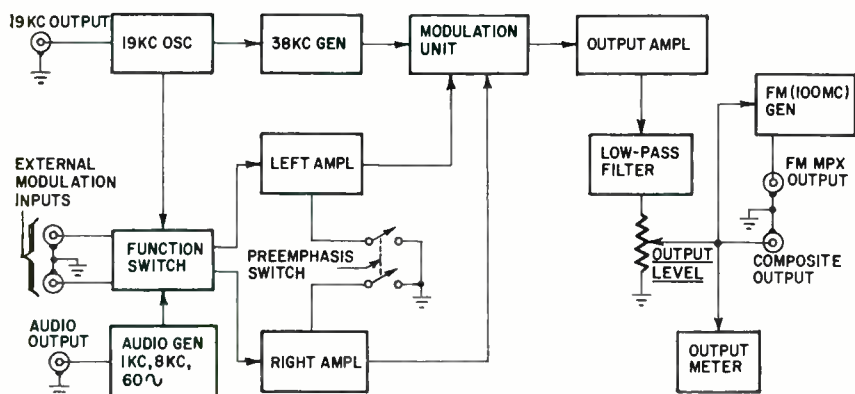 19KC OUTPUT
19KC OSC
38KC GEN
MODULATION
UNIT
OUTPUT AMPL
FM (100MC)
GEN
EXTERNAL
MODULATION
INPUTS
LEFT AMPL
LOW-PASS
FILTER
FM MPX
OUTPUT
FUNCTION
SWITCH
PREEMPHASIS
SWITCH
OUTPUT
LEVEL
COMPOSITE
OUTPUT
AUDIO
OUTPUT
AUDIO GEN
1KC, 8KC,
60∿
RIGHT AMPL
OUTPUT
METER